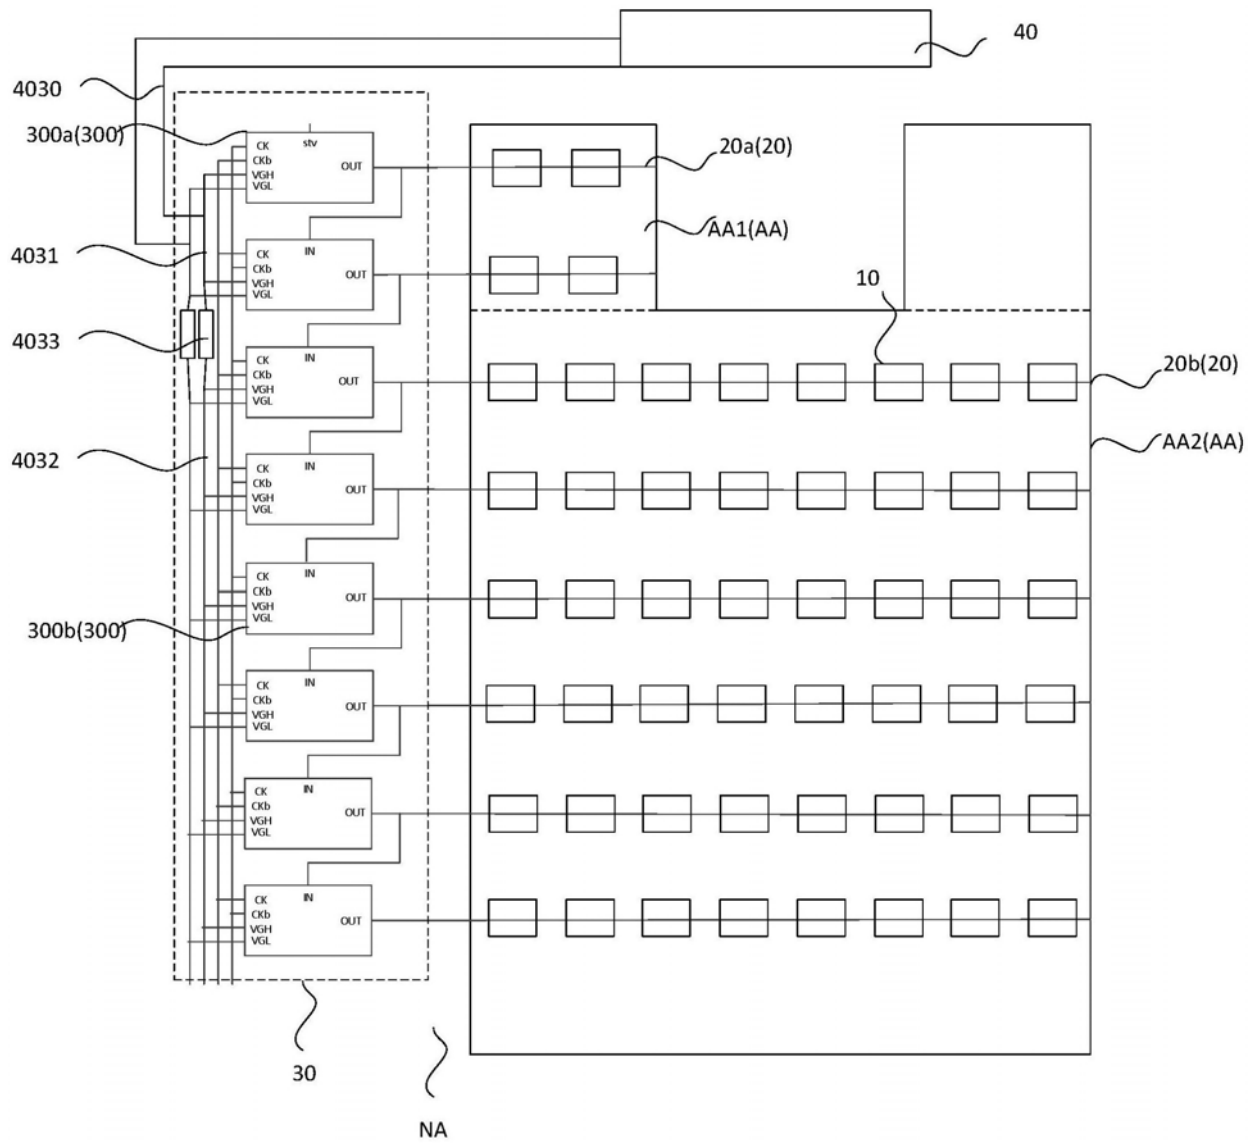 40
4030
300a(300)
stv
CK
CKb
VGH
VGL
OUT
20a(20)
AA1(AA)
4031
IN
CK
CKb
VGH
VGL
OUT
10
4033
IN
CK
CKb
VGH
VGL
OUT
20b(20)
AA2(AA)
4032
IN
CK
CKb
VGH
VGL
OUT
IN
CK
CKb
VGH
VGL
OUT
300b(300)
IN
CK
CKb
VGH
VGL
OUT
IN
CK
CKb
VGH
VGL
OUT
IN
CK
CKb
VGH
VGL
OUT
30
NA